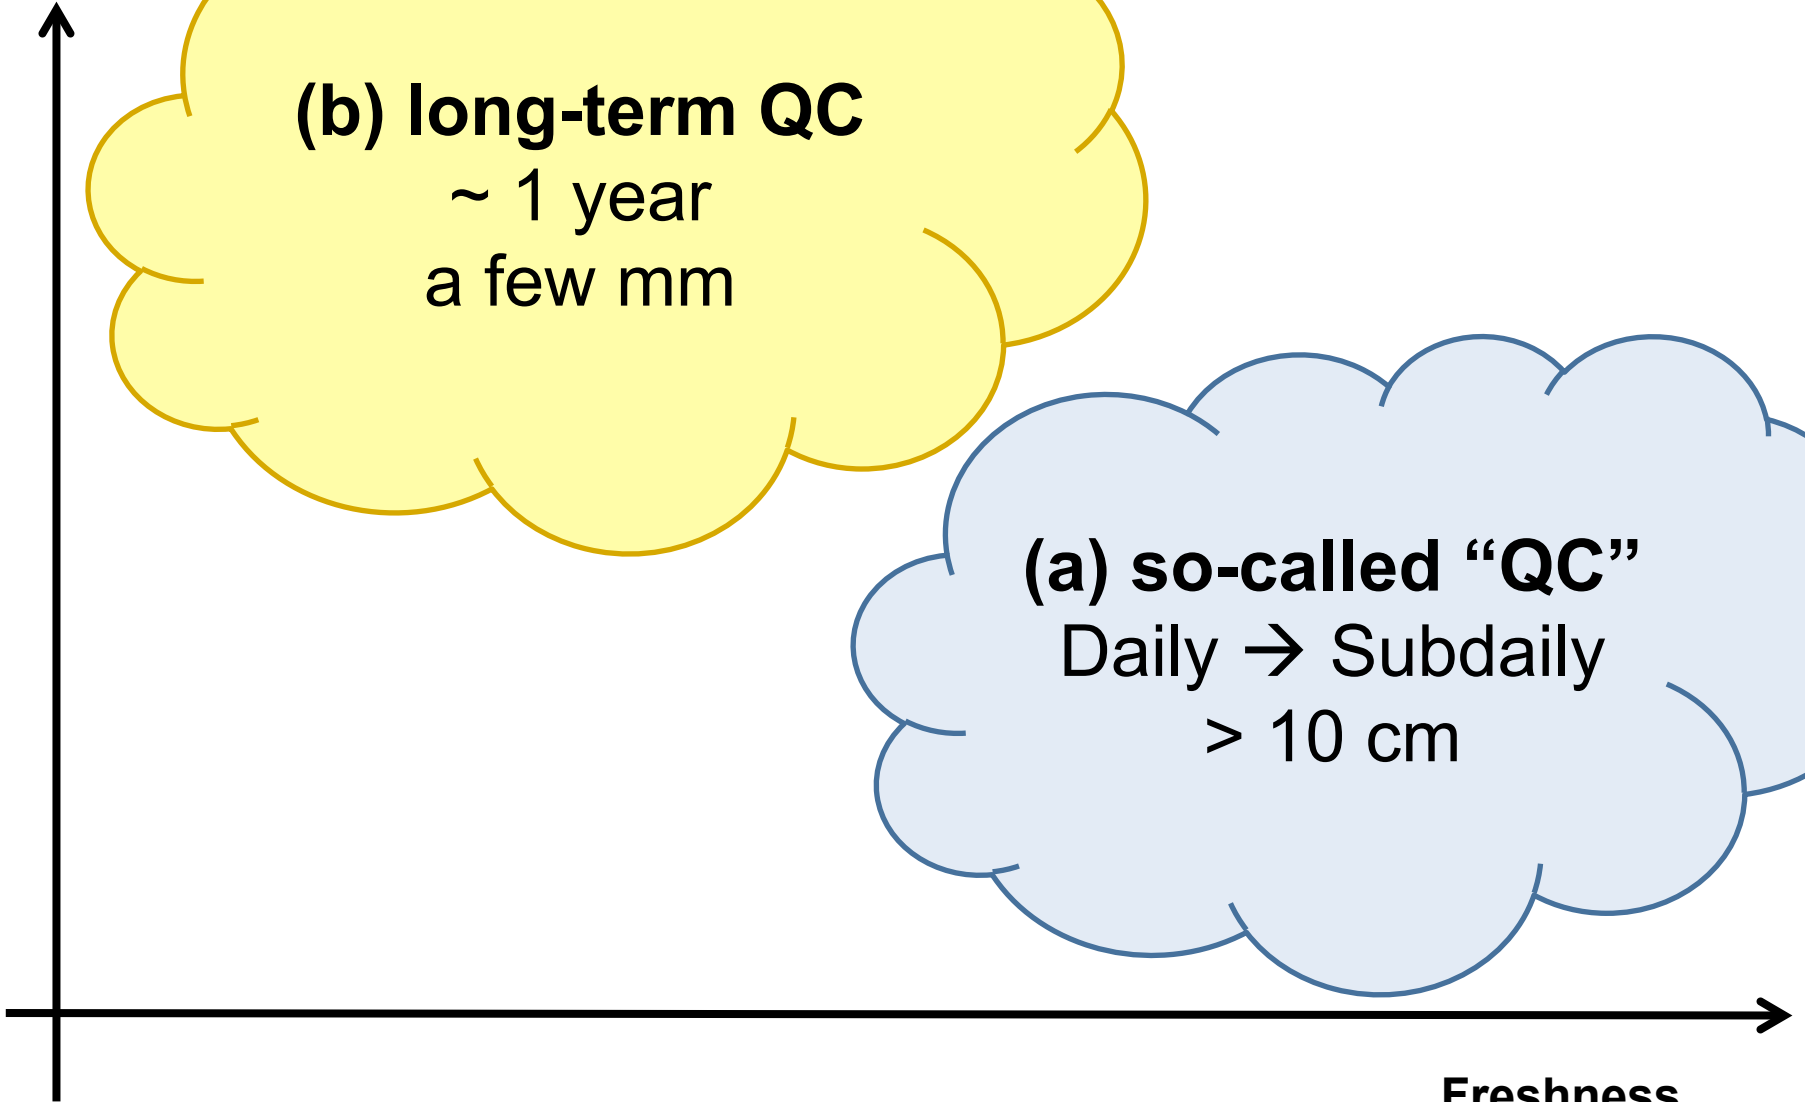 (b) long-term QC
~ 1 year
a few mm
(a) so-called “QC”
Daily → Subdaily
> 10 cm
Freshness